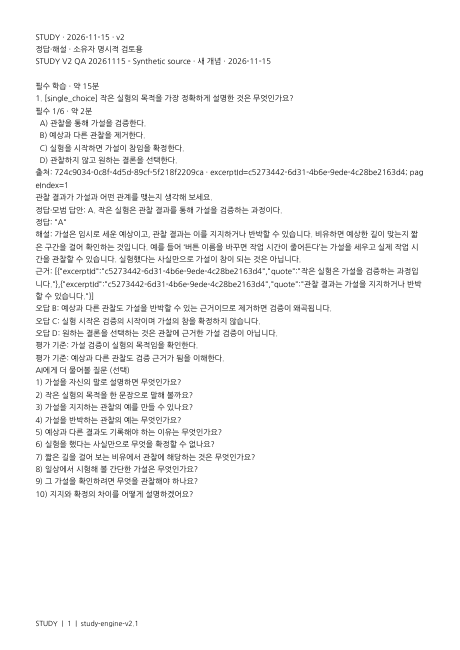 STUDY · 2026-11-15 · v2
정답·해설 · 소유자 명시적 검토용
STUDY V2 QA 20261115 · Synthetic source · 새 개념 · 2026-11-15
필수 학습 · 약 15분
1. [single_choice] 작은 실험의 목적을 가장 정확하게 설명한 것은 무엇인가요?
필수 1/6 · 약 2분
A) 관찰을 통해 가설을 검증한다.
B) 예상과 다른 관찰을 제거한다.
C) 실험을 시작하면 가설이 참임을 확정한다.
D) 관찰하지 않고 원하는 결론을 선택한다.
출처: 724c9034-0c8f-4d5d-89cf-5f218f2209ca · excerptId=c5273442-6d31-4b6e-9ede-4c28be2163d4; pag
eIndex=1
관찰 결과가 가설과 어떤 관계를 맺는지 생각해 보세요.
정답·모범 답안: A. 작은 실험은 관찰 결과를 통해 가설을 검증하는 과정이다.
정답: "A"
해설: 가설은 임시로 세운 예상이고, 관찰 결과는 이를 지지하거나 반박할 수 있습니다. 비유하면 예상한 길이 맞는지 짧
은 구간을 걸어 확인하는 것입니다. 예를 들어 '버튼 이름을 바꾸면 작업 시간이 줄어든다'는 가설을 세우고 실제 작업 시
간을 관찰할 수 있습니다. 실험했다는 사실만으로 가설이 참이 되는 것은 아닙니다.
근거: [{"excerptId":"c5273442-6d31-4b6e-9ede-4c28be2163d4","quote":"작은 실험은 가설을 검증하는 과정입
니다."},{"excerptId":"c5273442-6d31-4b6e-9ede-4c28be2163d4","quote":"관찰 결과는 가설을 지지하거나 반박
할 수 있습니다."}]
오답 B: 예상과 다른 관찰도 가설을 반박할 수 있는 근거이므로 제거하면 검증이 왜곡됩니다.
오답 C: 실험 시작은 검증의 시작이며 가설의 참을 확정하지 않습니다.
오답 D: 원하는 결론을 선택하는 것은 관찰에 근거한 가설 검증이 아닙니다.
평가 기준: 가설 검증이 실험의 목적임을 확인한다.
평가 기준: 예상과 다른 관찰도 검증 근거가 됨을 이해한다.
AI에게 더 물어볼 질문 (선택)
1) 가설을 자신의 말로 설명하면 무엇인가요?
2) 작은 실험의 목적을 한 문장으로 말해 볼까요?
3) 가설을 지지하는 관찰의 예를 만들 수 있나요?
4) 가설을 반박하는 관찰의 예는 무엇인가요?
5) 예상과 다른 결과도 기록해야 하는 이유는 무엇인가요?
6) 실험을 했다는 사실만으로 무엇을 확정할 수 없나요?
7) 짧은 길을 걸어 보는 비유에서 관찰에 해당하는 것은 무엇인가요?
8) 일상에서 시험해 볼 간단한 가설은 무엇인가요?
9) 그 가설을 확인하려면 무엇을 관찰해야 하나요?
10) 지지와 확정의 차이를 어떻게 설명하겠어요?
STUDY | 1 | study-engine-v2.1